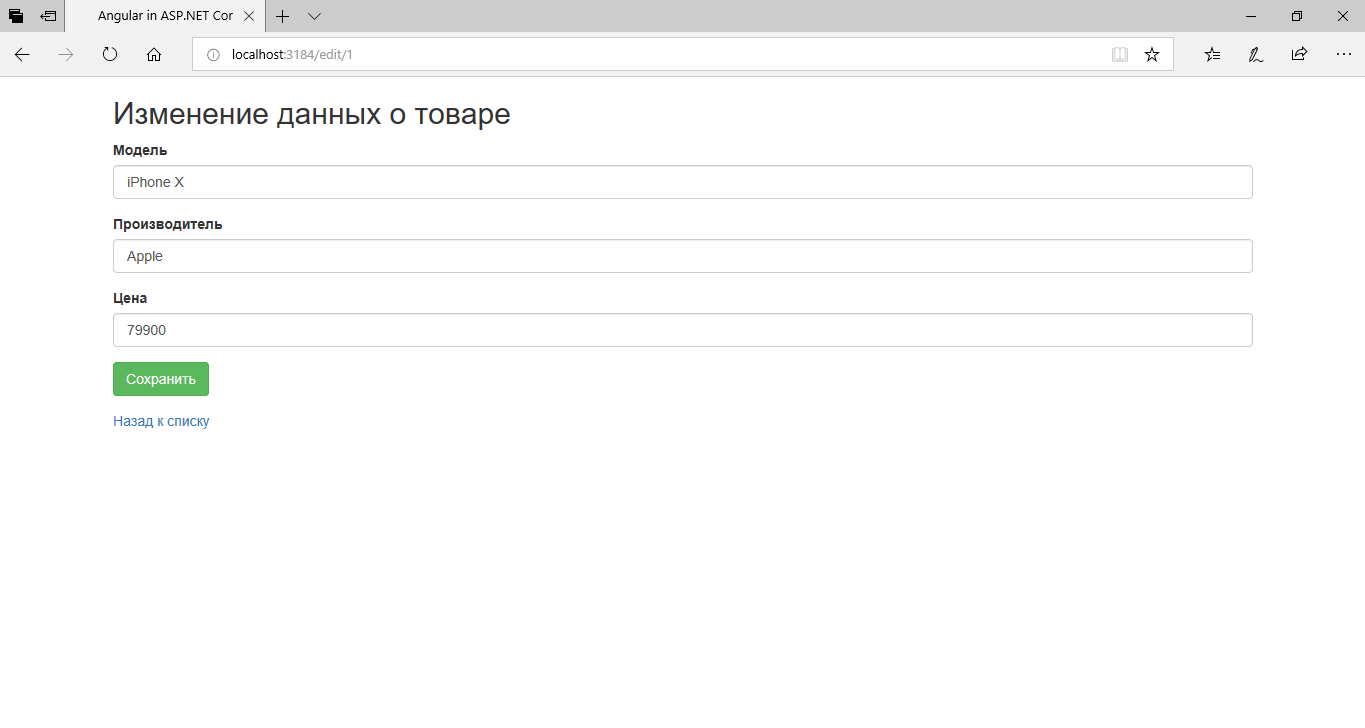 Angular in ASP.NET Cor
localhost:3184/edit/1
Изменение данных о товаре
Модель
iPhone X
Производитель
Apple
Цена
79900
Сохранить
Назад к списку